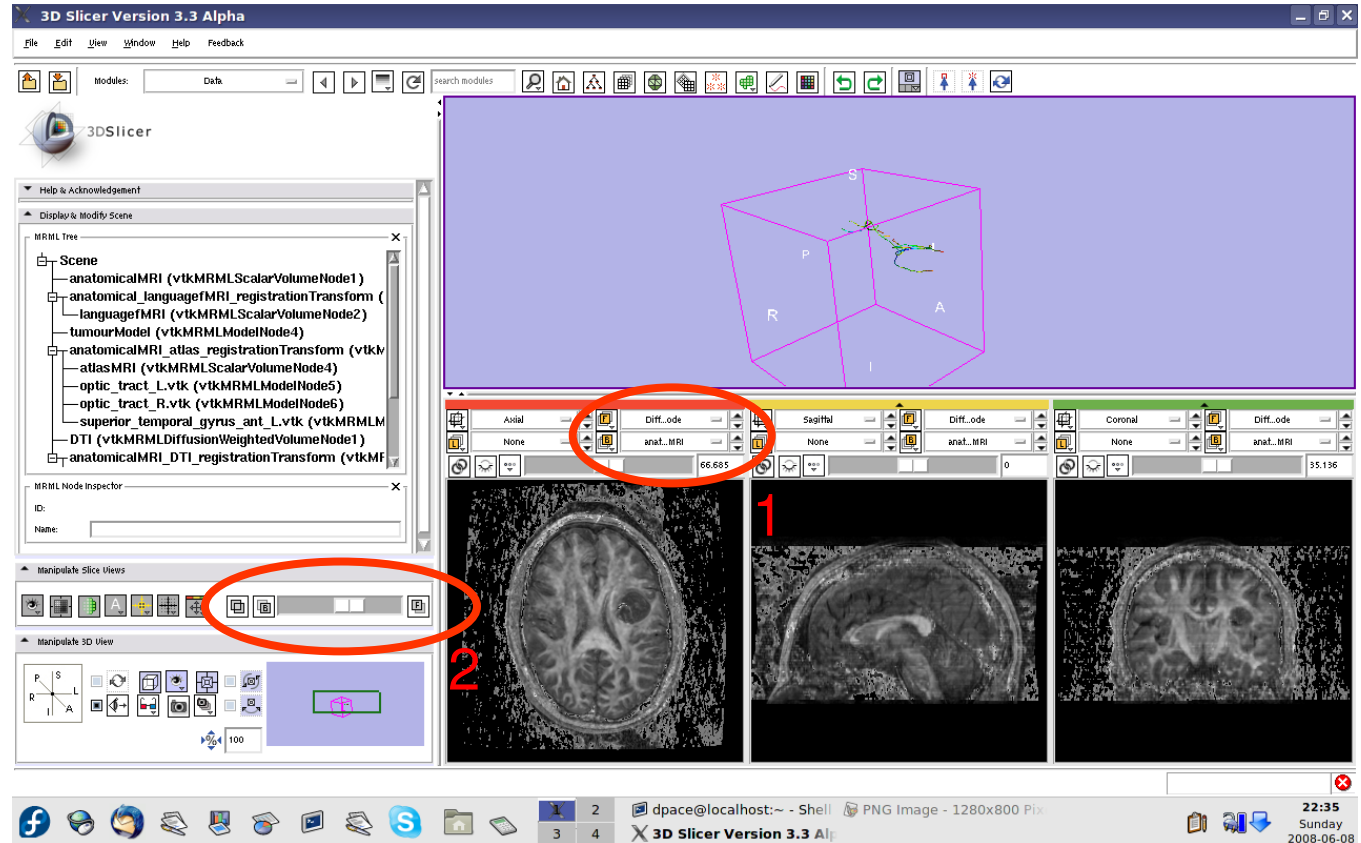 3D Slicer Version 3.3 Alpha
File Edit View Window Help Feedback
Modules: Data search modules
3DSlicer
Help & Acknowledgement
Display & Modify Scene
MRML Tree
Scene
anatomicalMRI (vtkMRMLScalarVolumeNode1)
anatomical_languagefMRI_registrationTransform (
languagefMRI (vtkMRMLScalarVolumeNode2)
tumourModel (vtkMRMLModelNode4)
anatomicalMRI_atlas_registrationTransform (vtkM
atlasMRI (vtkMRMLScalarVolumeNode4)
optic_tract_L.vtk (vtkMRMLModelNode5)
optic_tract_R.vtk (vtkMRMLModelNode6)
superior_temporal_gyrus_ant_L.vtk (vtkMRMLM
DTI (vtkMRMLDiffusionWeightedVolumeNode1)
anatomicalMRI_DTI_registrationTransform (vtkMF
MRML Node Inspector
ID:
Name:
Manipulate Slice Views
A B F
2
Manipulate 3D View
P S
R L
I A
% 100
S
P
R A
I
Axial F Diff...ode
L None B anat...MRI
66.685
Sagittal F Diff...ode
L None B anat...MRI
0
Coronal F Diff...ode
L None B anat...MRI
35.136
1
1 2
3 4
dpace@localhost:~ - Shell PNG Image - 1280x800 Pix
3D Slicer Version 3.3 Alp
22:35
Sunday
2008-06-08